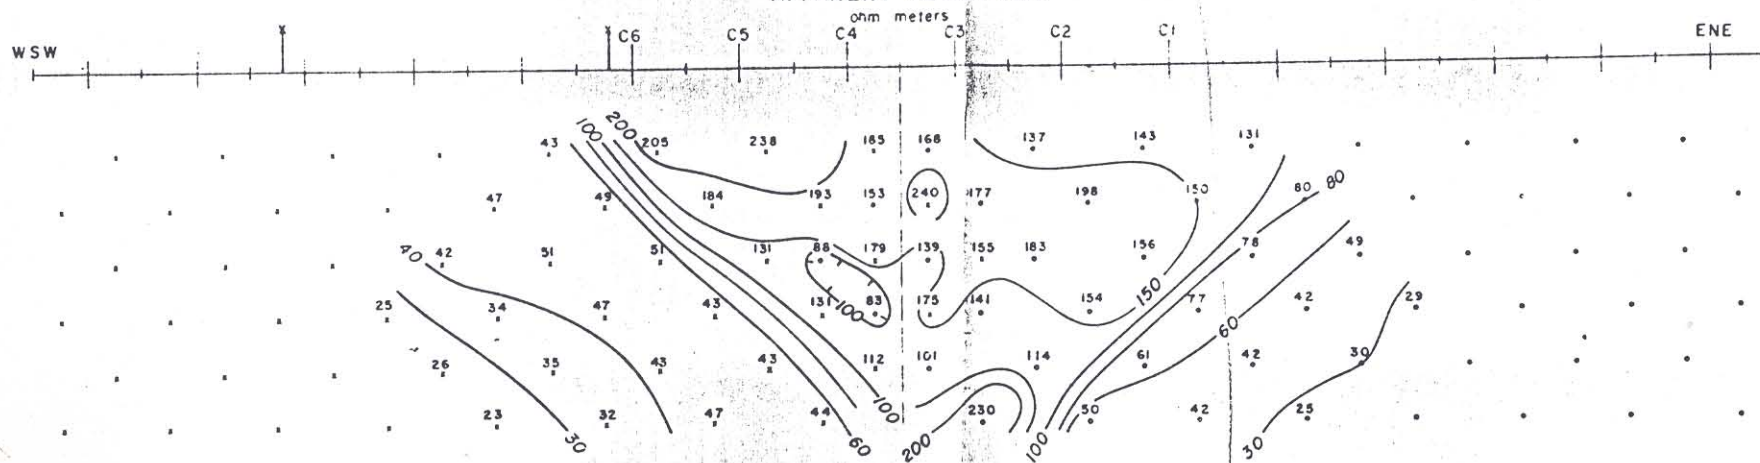 ohm meters
WSW C6 C5 C4 C3 C2 C1 ENE
x x
43 205 238 185 168 137 143 131
100 200
47 49 184 193 153 240 177 198 150 80 80
40 42 51 51 131 88 179 139 155 183 156 78 49
25 34 47 43 131 100 83 175 141 154 150 77 60 42 29
26 35 43 43 112 101 114 61 42 30
23 32 47 44 100 230 50 42 25
30 60 200 100 30